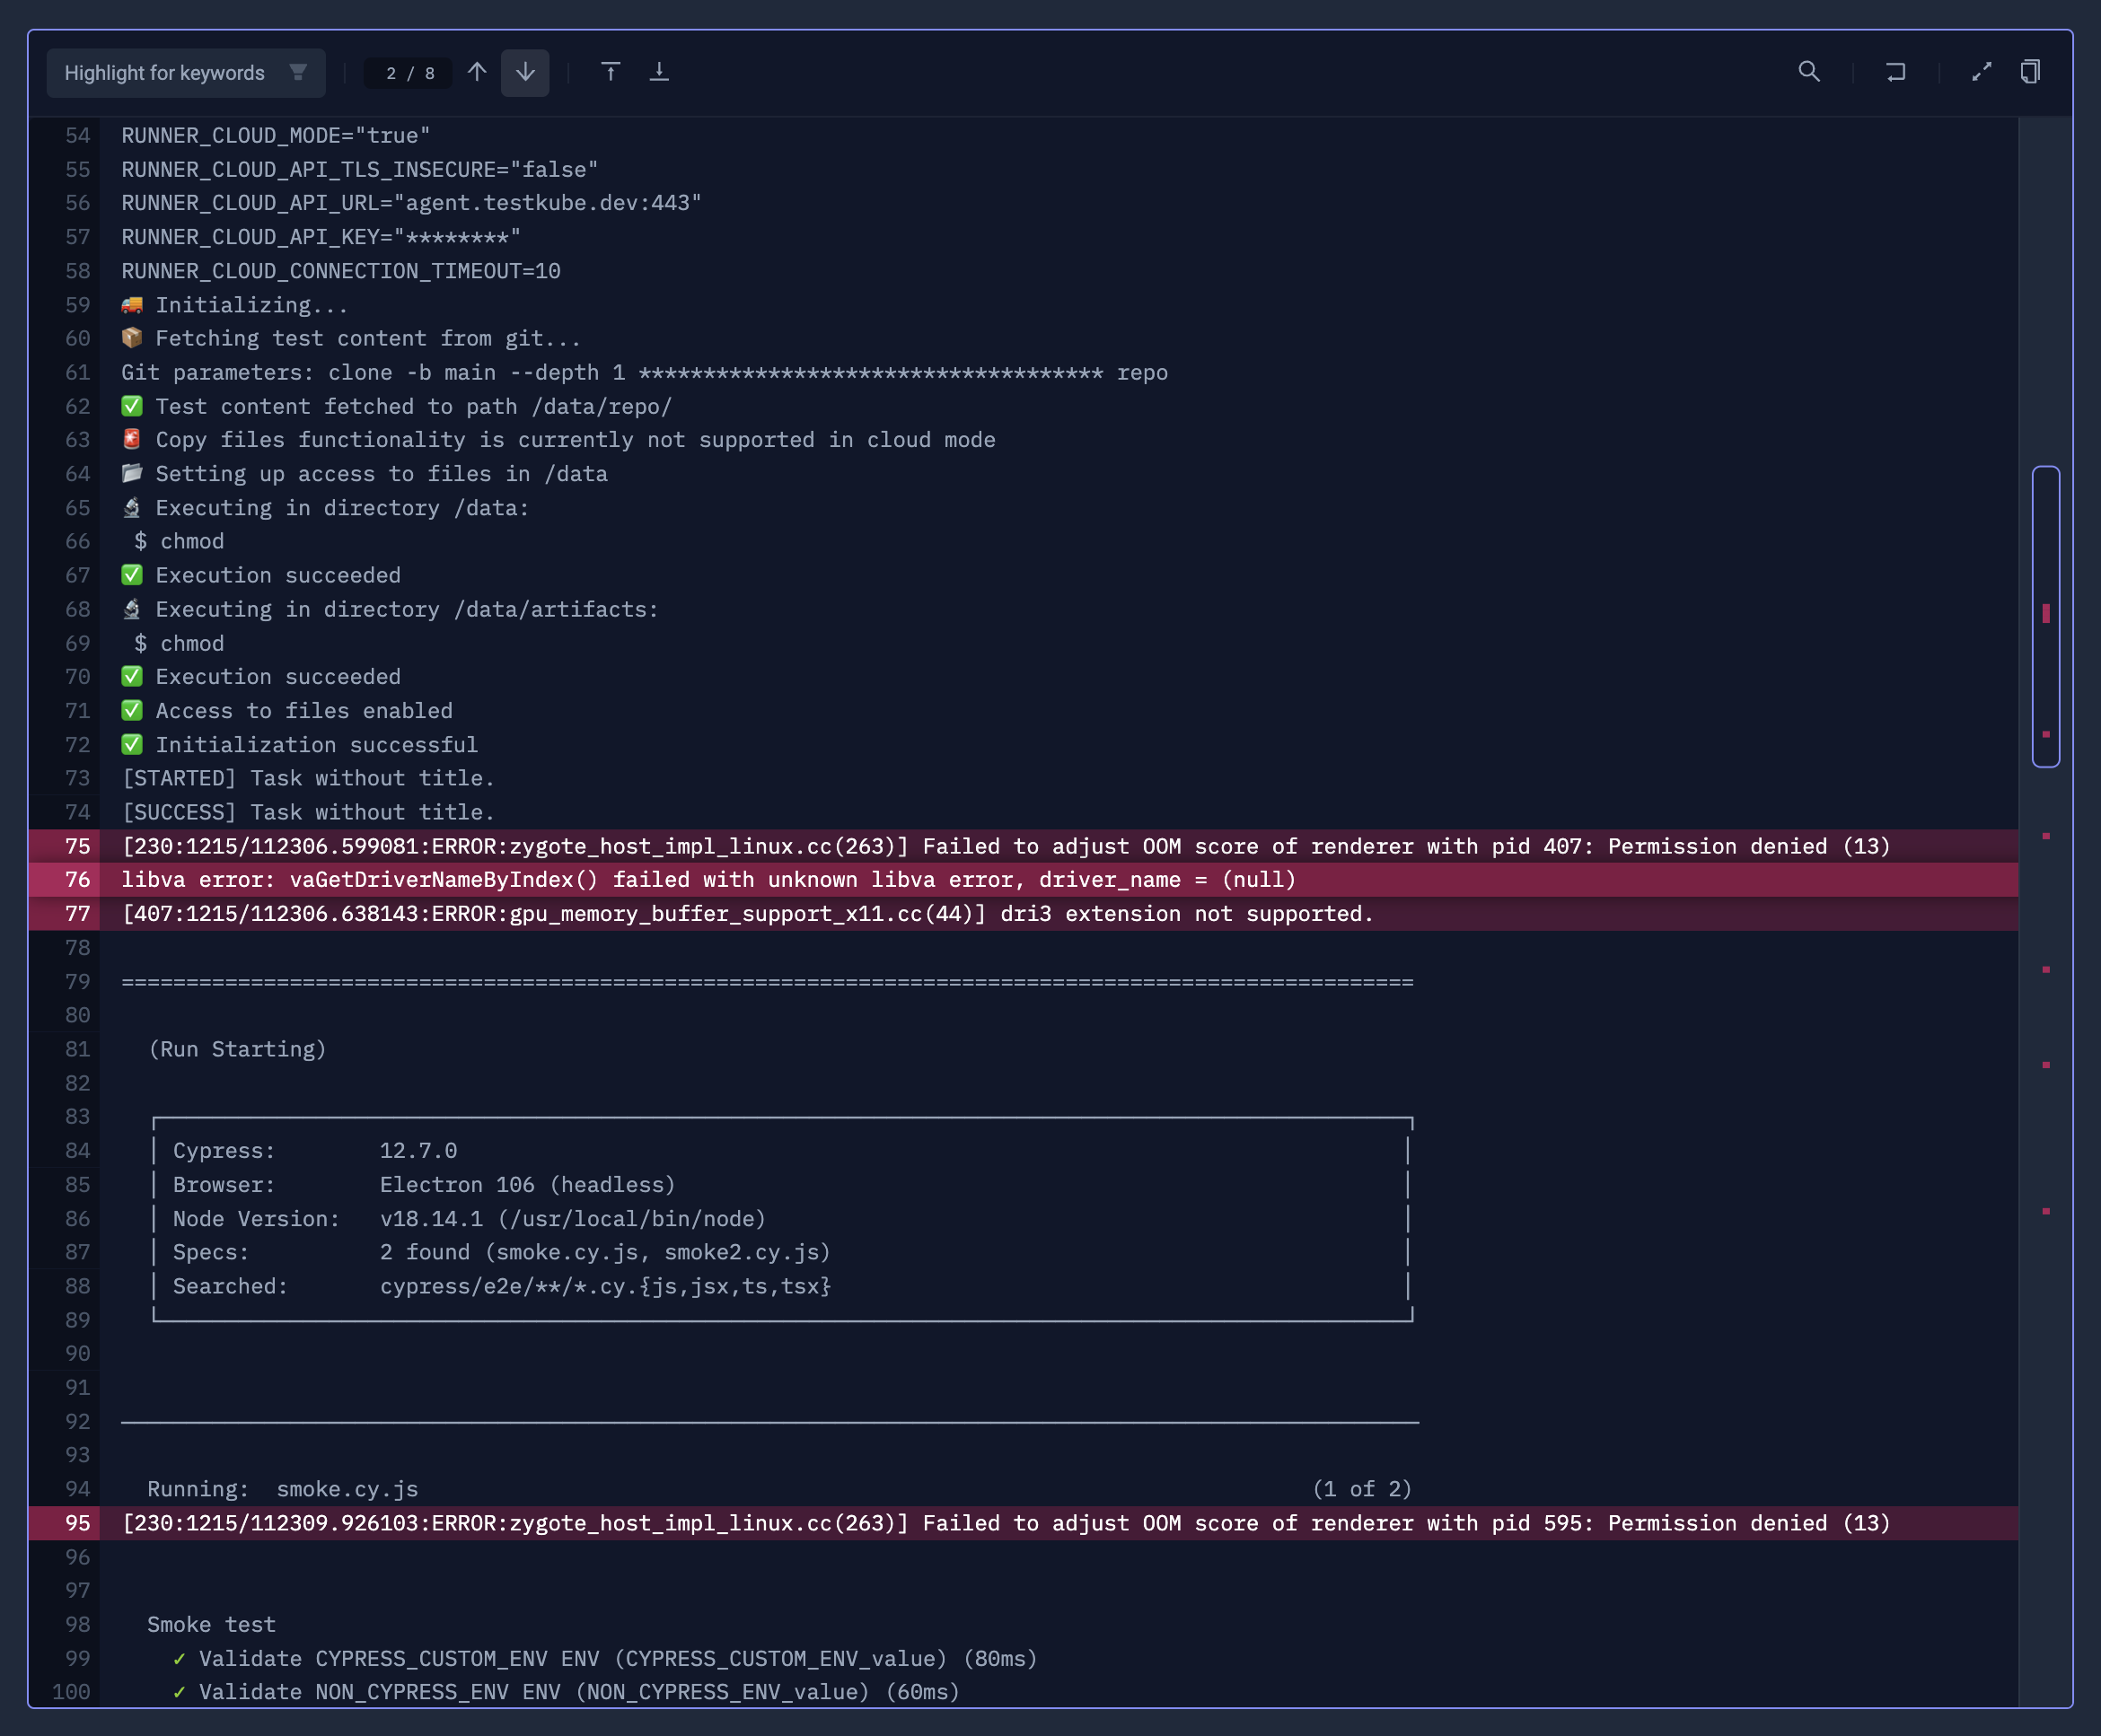 Highlight for keywords
2 / 8
54 RUNNER_CLOUD_MODE="true"
55 RUNNER_CLOUD_API_TLS_INSECURE="false"
56 RUNNER_CLOUD_API_URL="agent.testkube.dev:443"
57 RUNNER_CLOUD_API_KEY="********"
58 RUNNER_CLOUD_CONNECTION_TIMEOUT=10
59 🚚 Initializing...
60 📦 Fetching test content from git...
61 Git parameters: clone -b main --depth 1 ************************************ repo
62 ✅ Test content fetched to path /data/repo/
63 🚨 Copy files functionality is currently not supported in cloud mode
64 📂 Setting up access to files in /data
65 🔬 Executing in directory /data:
66 $ chmod
67 ✅ Execution succeeded
68 🔬 Executing in directory /data/artifacts:
69 $ chmod
70 ✅ Execution succeeded
71 ✅ Access to files enabled
72 ✅ Initialization successful
73 [STARTED] Task without title.
74 [SUCCESS] Task without title.
75 [230:1215/112306.599081:ERROR:zygote_host_impl_linux.cc(263)] Failed to adjust OOM score of renderer with pid 407: Permission denied (13)
76 libva error: vaGetDriverNameByIndex() failed with unknown libva error, driver_name = (null)
77 [407:1215/112306.638143:ERROR:gpu_memory_buffer_support_x11.cc(44)] dri3 extension not supported.
78
79 ====================================================================================================
80
81 (Run Starting)
82
83
84 Cypress: 12.7.0
85 Browser: Electron 106 (headless)
86 Node Version: v18.14.1 (/usr/local/bin/node)
87 Specs: 2 found (smoke.cy.js, smoke2.cy.js)
88 Searched: cypress/e2e/**/*.cy.{js,jsx,ts,tsx}
89
90
91
92
93
94 Running: smoke.cy.js (1 of 2)
95 [230:1215/112309.926103:ERROR:zygote_host_impl_linux.cc(263)] Failed to adjust OOM score of renderer with pid 595: Permission denied (13)
96
97
98 Smoke test
99 ✓ Validate CYPRESS_CUSTOM_ENV ENV (CYPRESS_CUSTOM_ENV_value) (80ms)
100 ✓ Validate NON_CYPRESS_ENV ENV (NON_CYPRESS_ENV_value) (60ms)